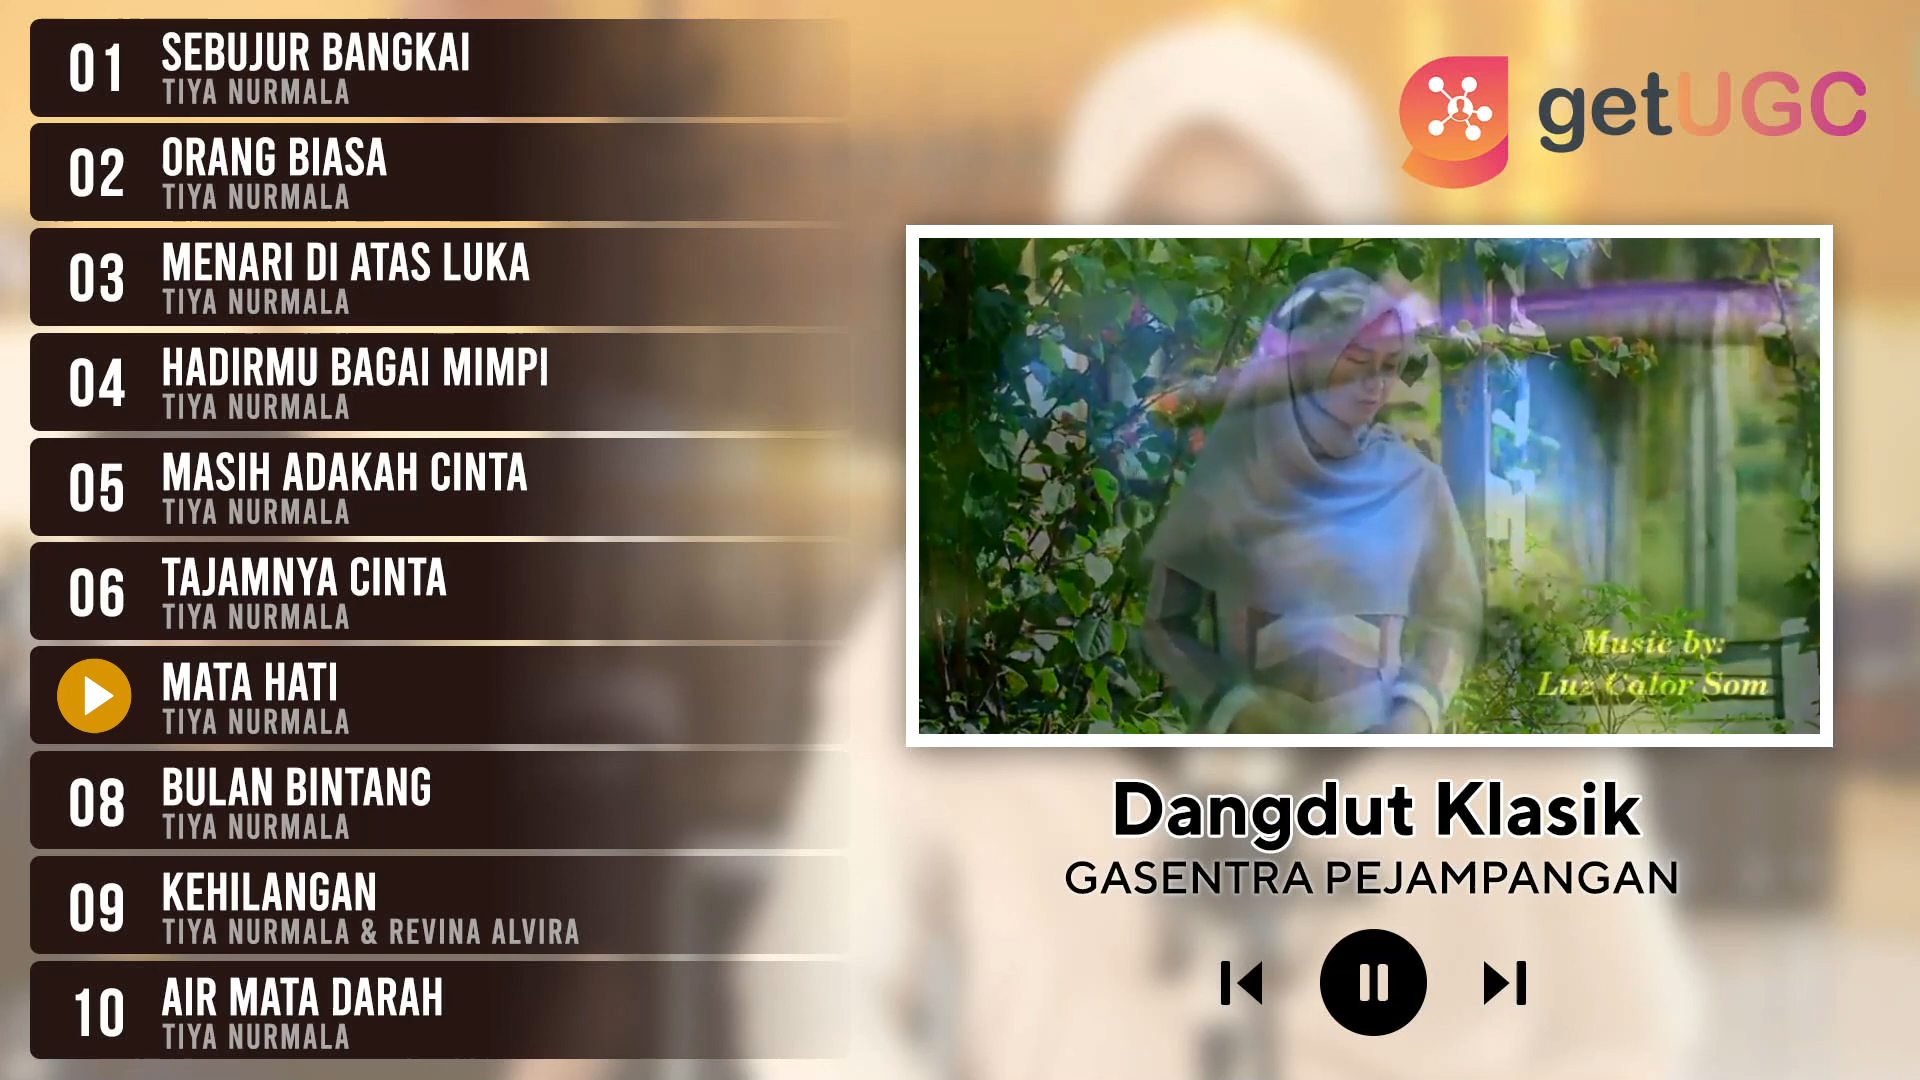 01
SEBUJUR BANGKAI
TIYA NURMALA
02
ORANG BIASA
TIYA NURMALA
03
MENARI DI ATAS LUKA
TIYA NURMALA
04
HADIRMU BAGAI MIMPI
TIYA NURMALA
05
MASIH ADAKAH CINTA
TIYA NURMALA
06
TAJAMNYA CINTA
TIYA NURMALA
MATA HATI
TIYA NURMALA
08
BULAN BINTANG
TIYA NURMALA
09
KEHILANGAN
TIYA NURMALA & REVINA ALVIRA
10
AIR MATA DARAH
TIYA NURMALA
getUGC
Music by:
Luz Calor Som
Dangdut Klasik
GASENTRA PEJAMPANGAN